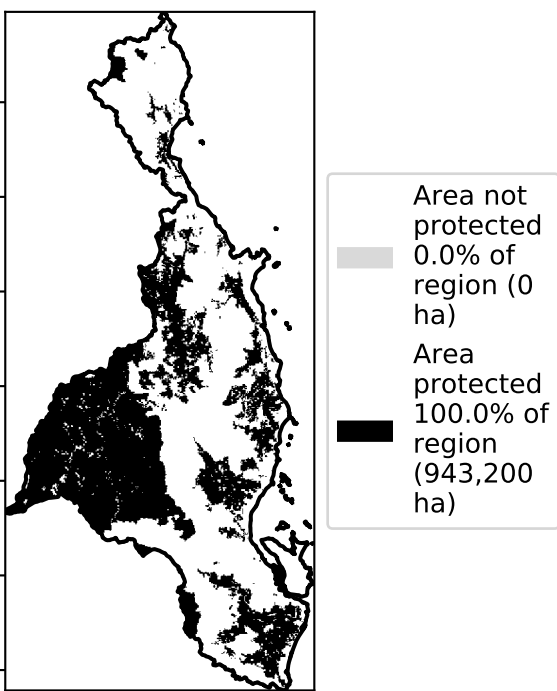 Area not
protected
0.0% of
region (0
ha)
Area
protected
100.0% of
region
(943,200
ha)